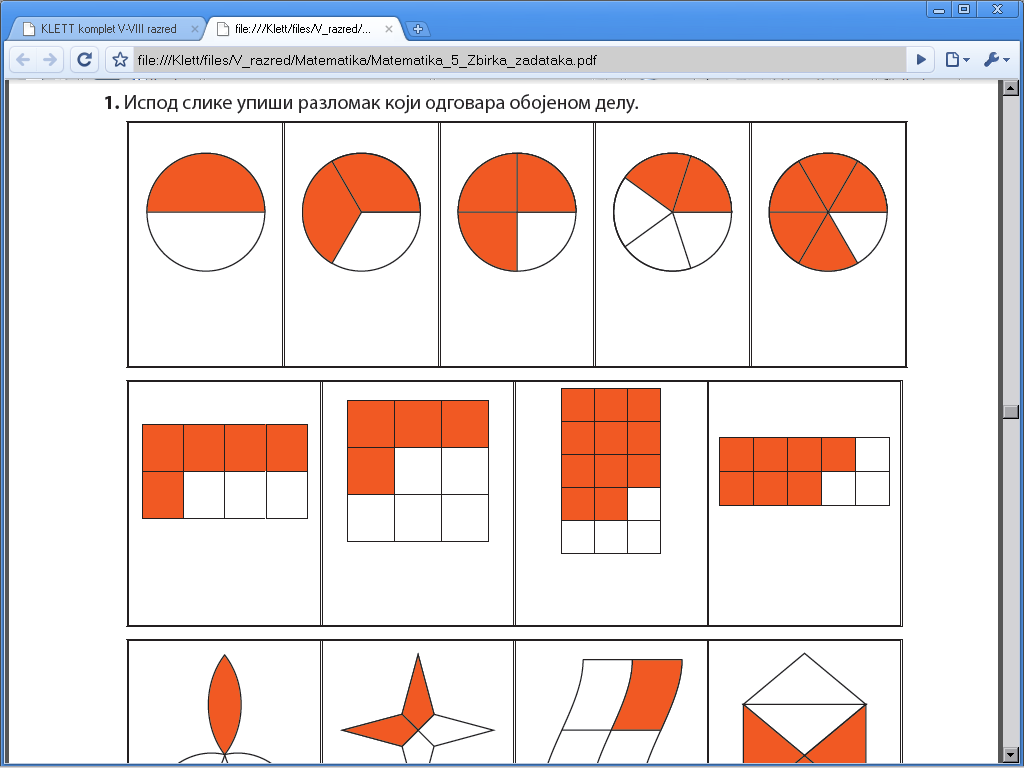 KLETT komplet V-VIII razred
file:///Klett/files/V_razred/...
file:///Klett/files/V_razred/Matematika/Matematika_5_Zbirka_zadataka.pdf
1. Испод слике упиши разломак који одговара обојеном делу.